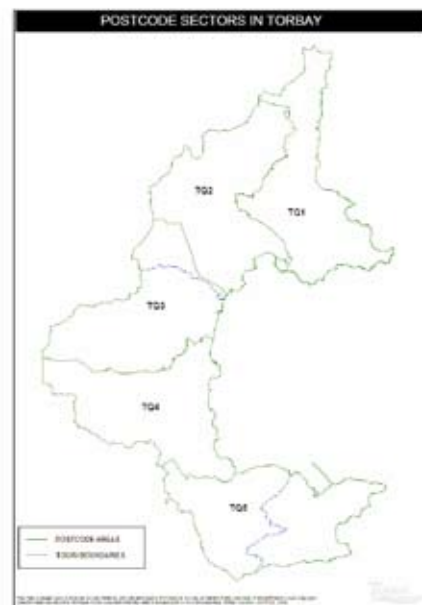 POSTCODE SECTORS IN TORBAY
TQ2
TQ1
TQ3
TQ4
TQ5
POSTCODE AREAS
TOWN BOUNDARIES